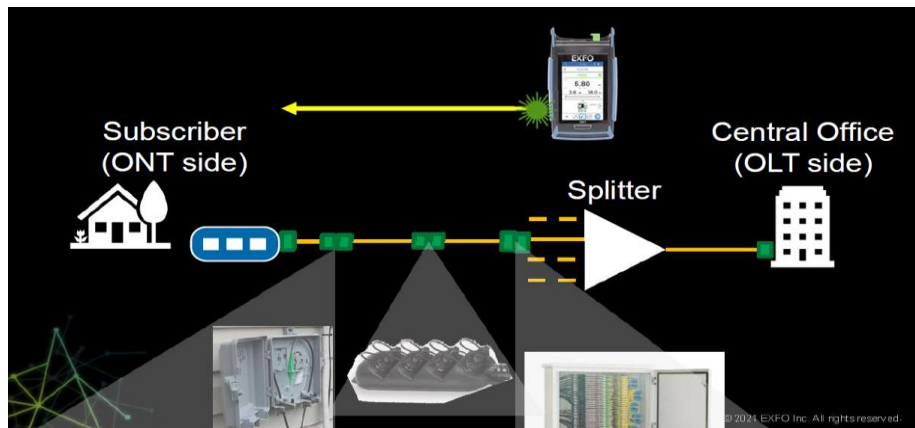 EXFO
5.80
Subscriber
(ONT side)
Central Office
(OLT side)
Splitter
© 2021 EXFO Inc. All rights reserved.